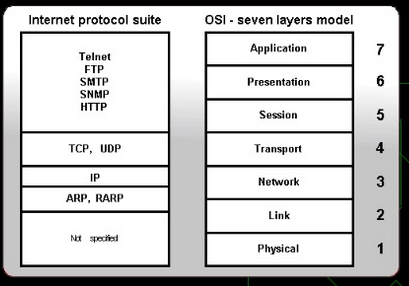 Internet protocol suite
Telnet
FTP
SMTP
SNMP
HTTP
TCP, UDP
IP
ARP, RARP
Not specified
OSI - seven layers model
Application 7
Presentation 6
Session 5
Transport 4
Network 3
Link 2
Physical 1